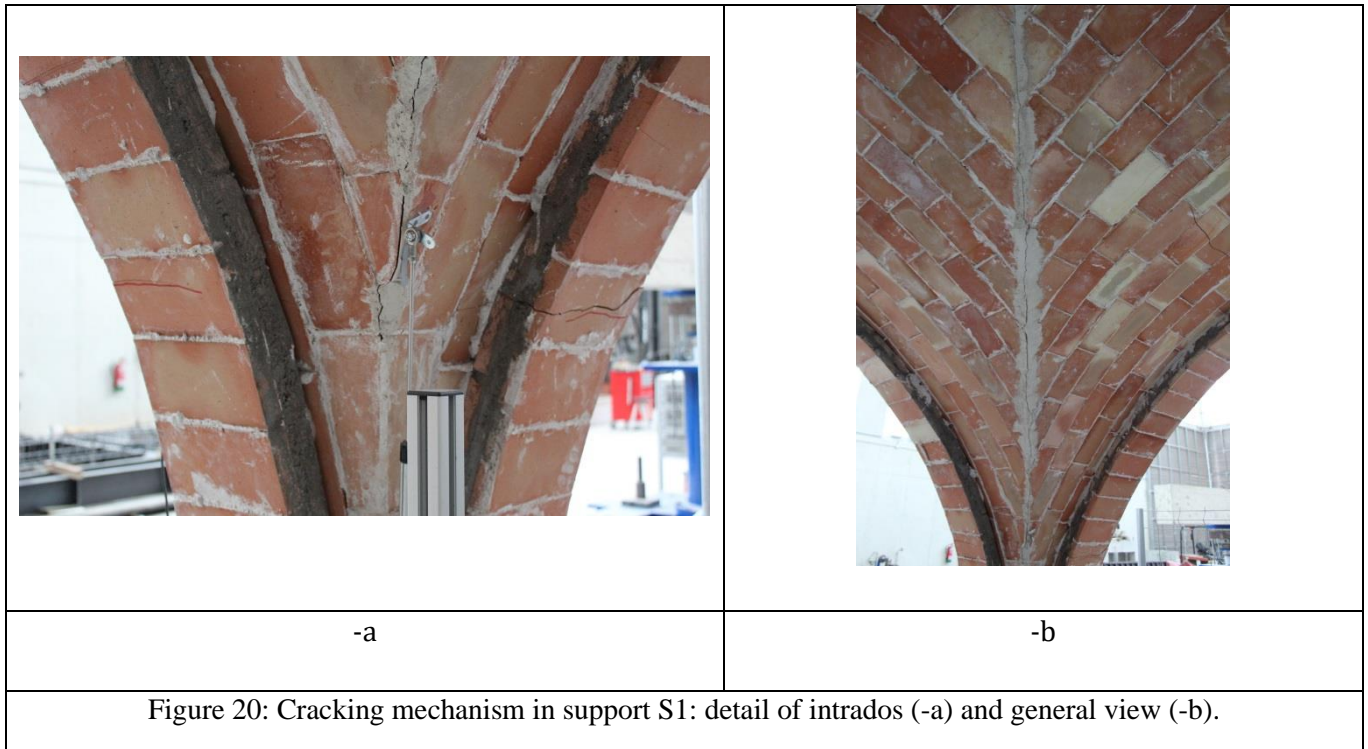 -a
-b
Figure 20: Cracking mechanism in support S1: detail of intrados (-a) and general view (-b).